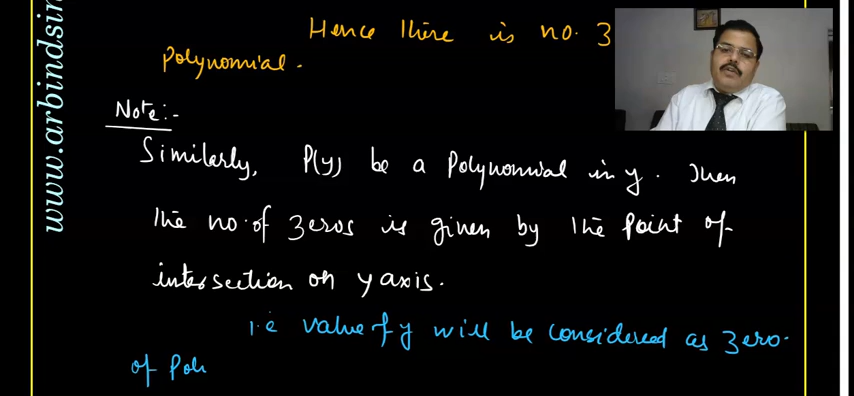 Hence there is no. 3
Polynomial.
Note:-
Similarly, P(y) be a Polynomial in y. Then
the no. of Zeros is given by the Point of
intersection on y axis.
i.e value of y will be considered as Zero.
of Pol
www.arbindsin